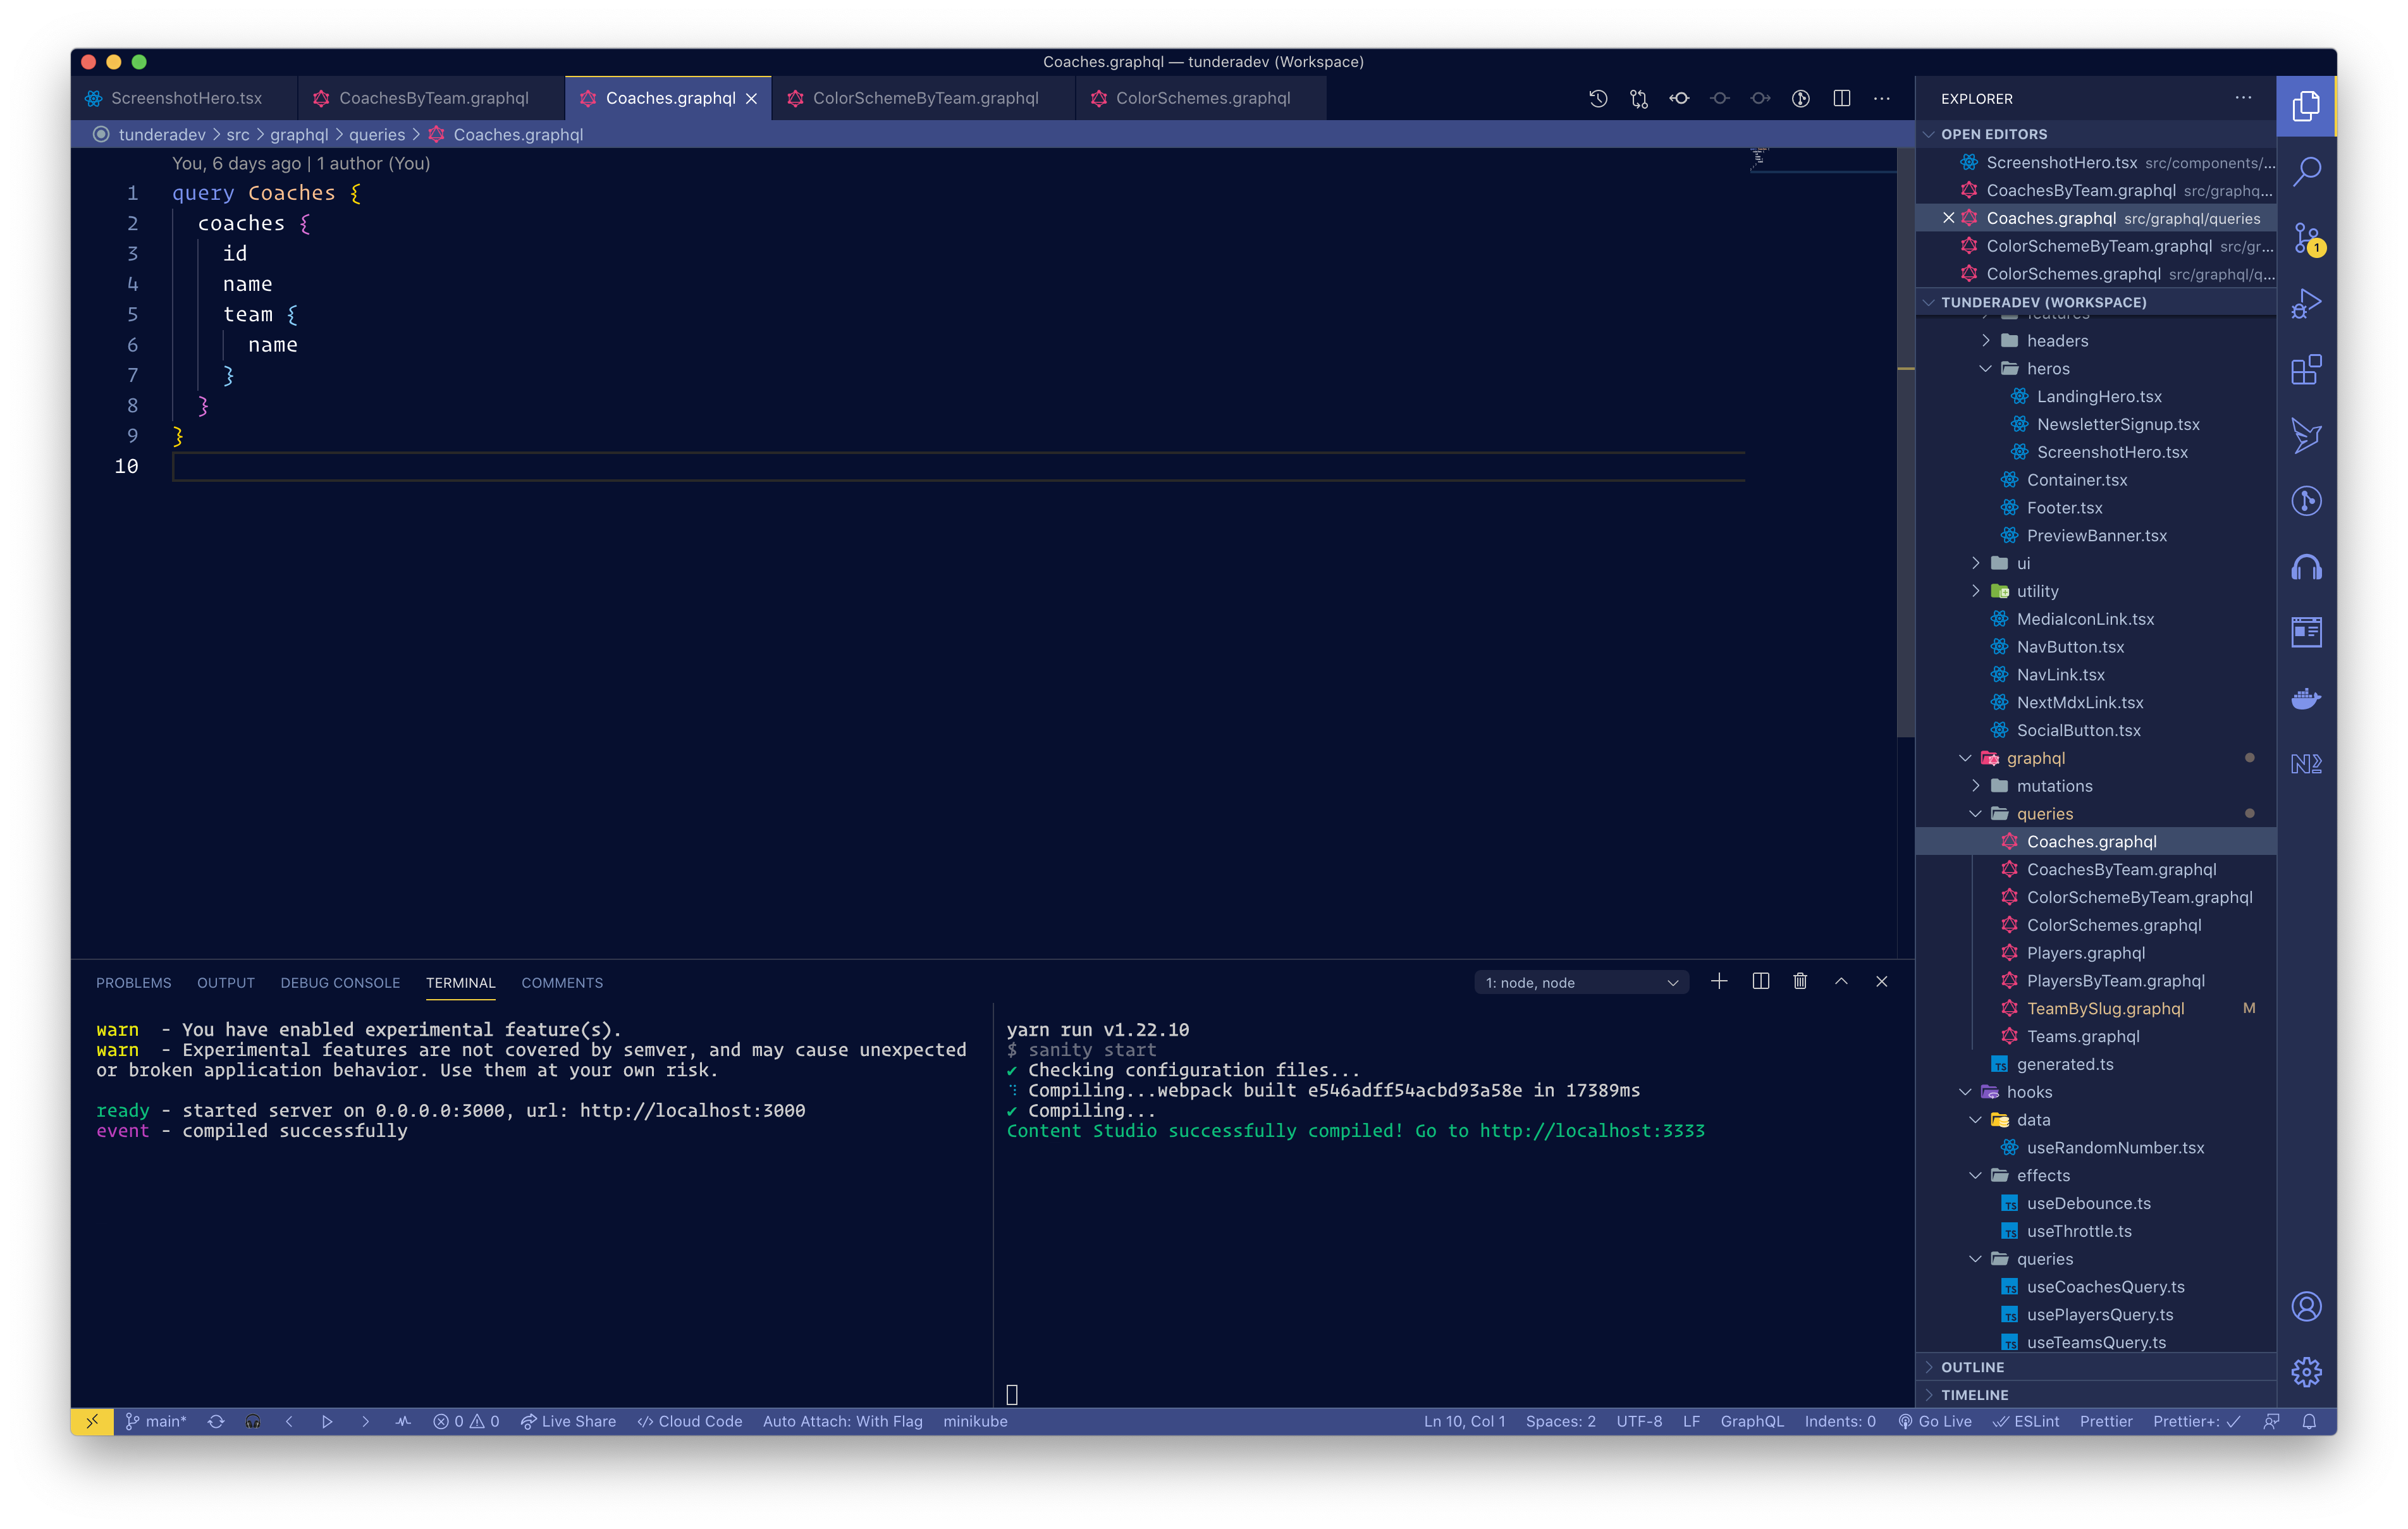 Coaches.graphql — tunderadev (Workspace)
ScreenshotHero.tsx
CoachesByTeam.graphql
Coaches.graphql
ColorSchemeByTeam.graphql
ColorSchemes.graphql
tunderadev > src > graphql > queries > Coaches.graphql
You, 6 days ago | 1 author (You)
1 query Coaches {
2 coaches {
3 id
4 name
5 team {
6 name
7 }
8 }
9 }
10
PROBLEMS OUTPUT DEBUG CONSOLE TERMINAL COMMENTS
1: node, node
warn - You have enabled experimental feature(s).
warn - Experimental features are not covered by semver, and may cause unexpected
or broken application behavior. Use them at your own risk.
ready - started server on 0.0.0.0:3000, url: http://localhost:3000
event - compiled successfully
yarn run v1.22.10
$ sanity start
✔ Checking configuration files...
Compiling...webpack built e546adff54acbd93a58e in 17389ms
✔ Compiling...
Content Studio successfully compiled! Go to http://localhost:3333
EXPLORER
OPEN EDITORS
ScreenshotHero.tsx src/components/...
CoachesByTeam.graphql src/graphq...
Coaches.graphql src/graphql/queries
ColorSchemeByTeam.graphql src/gr...
ColorSchemes.graphql src/graphql/q...
TUNDERADEV (WORKSPACE)
features
headers
heros
LandingHero.tsx
NewsletterSignup.tsx
ScreenshotHero.tsx
Container.tsx
Footer.tsx
PreviewBanner.tsx
ui
utility
MediaIconLink.tsx
NavButton.tsx
NavLink.tsx
NextMdxLink.tsx
SocialButton.tsx
graphql
mutations
queries
Coaches.graphql
CoachesByTeam.graphql
ColorSchemeByTeam.graphql
ColorSchemes.graphql
Players.graphql
PlayersByTeam.graphql
TeamBySlug.graphql M
Teams.graphql
TS generated.ts
hooks
data
useRandomNumber.tsx
effects
TS useDebounce.ts
TS useThrottle.ts
queries
TS useCoachesQuery.ts
TS usePlayersQuery.ts
TS useTeamsQuery.ts
OUTLINE
TIMELINE
1
main* 0 0 Live Share Cloud Code Auto Attach: With Flag minikube
Ln 10, Col 1 Spaces: 2 UTF-8 LF GraphQL Indents: 0 Go Live ESLint Prettier Prettier+: ✓